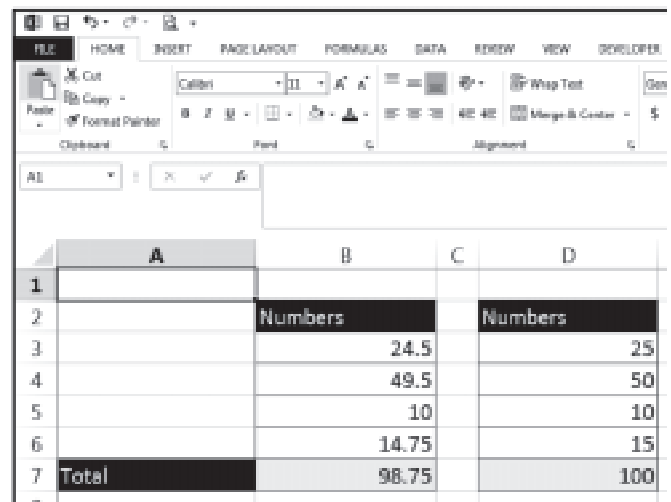 FILE HOME INSERT PAGE LAYOUT FORMULAS DATA REVIEW VIEW DEVELOPER
Cut
Calibri 11
Wrap Text
Gen
Copy
Paste
Format Painter
B I U
Merge & Center
$
Clipboard Font Alignment
A1 fx
A B C D
1
2 Numbers Numbers
3 24.5 25
4 49.5 50
5 10 10
6 14.75 15
7 Total 98.75 100